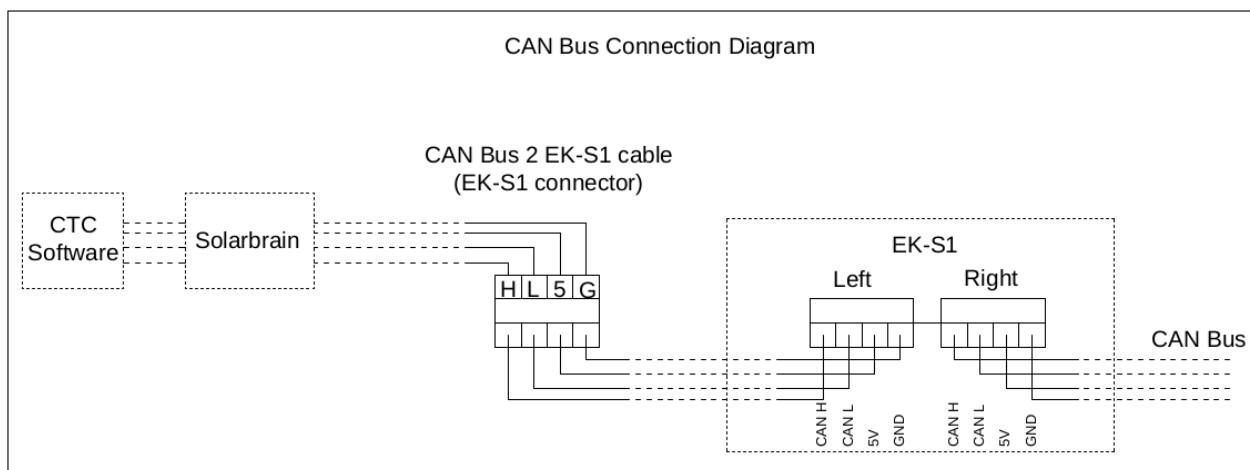 CAN Bus Connection Diagram
CAN Bus 2 EK-S1 cable
(EK-S1 connector)
CTC
Software
Solarbrain
H L 5 G
EK-S1
Left
Right
CAN Bus
CAN H
CAN L
5V
GND
CAN H
CAN L
5V
GND